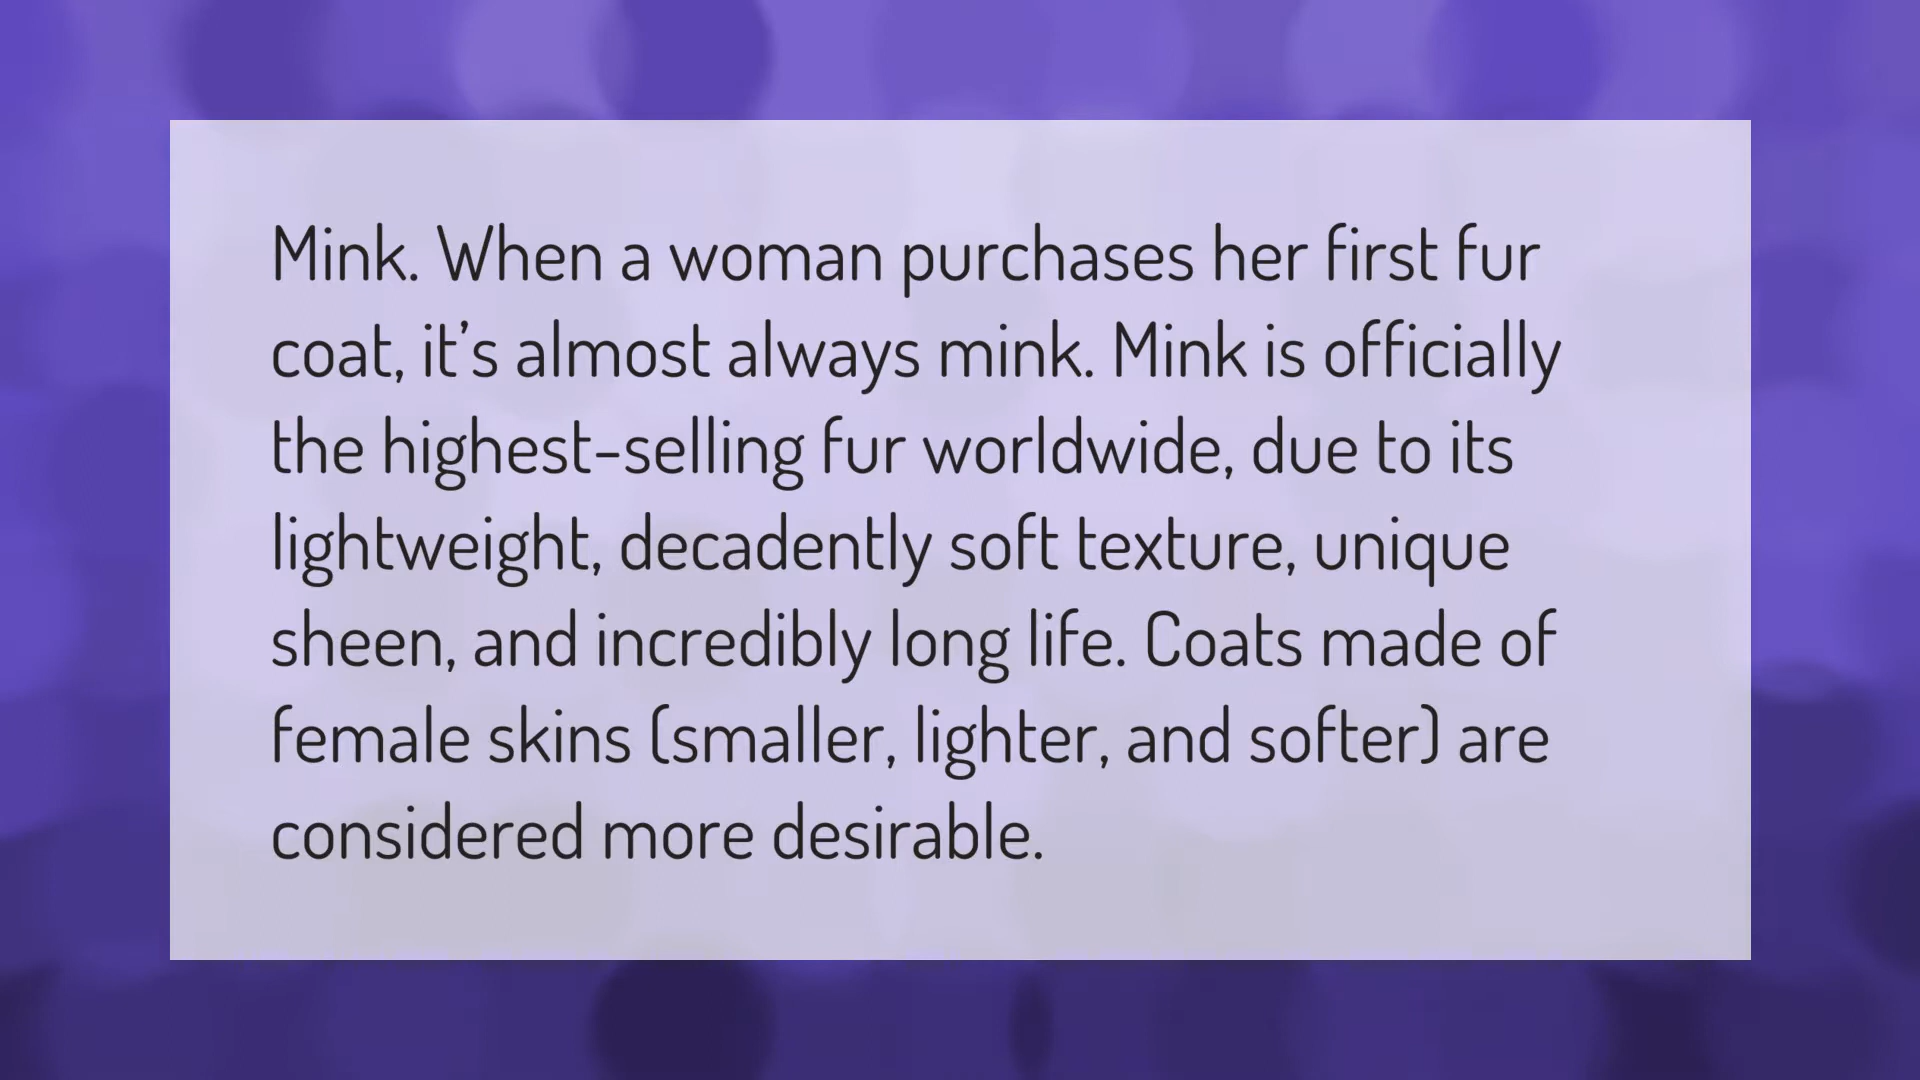 Mink. When a woman purchases her first fur
coat, it’s almost always mink. Mink is officially
the highest-selling fur worldwide, due to its
lightweight, decadently soft texture, unique
sheen, and incredibly long life. Coats made of
female skins (smaller, lighter, and softer) are
considered more desirable.